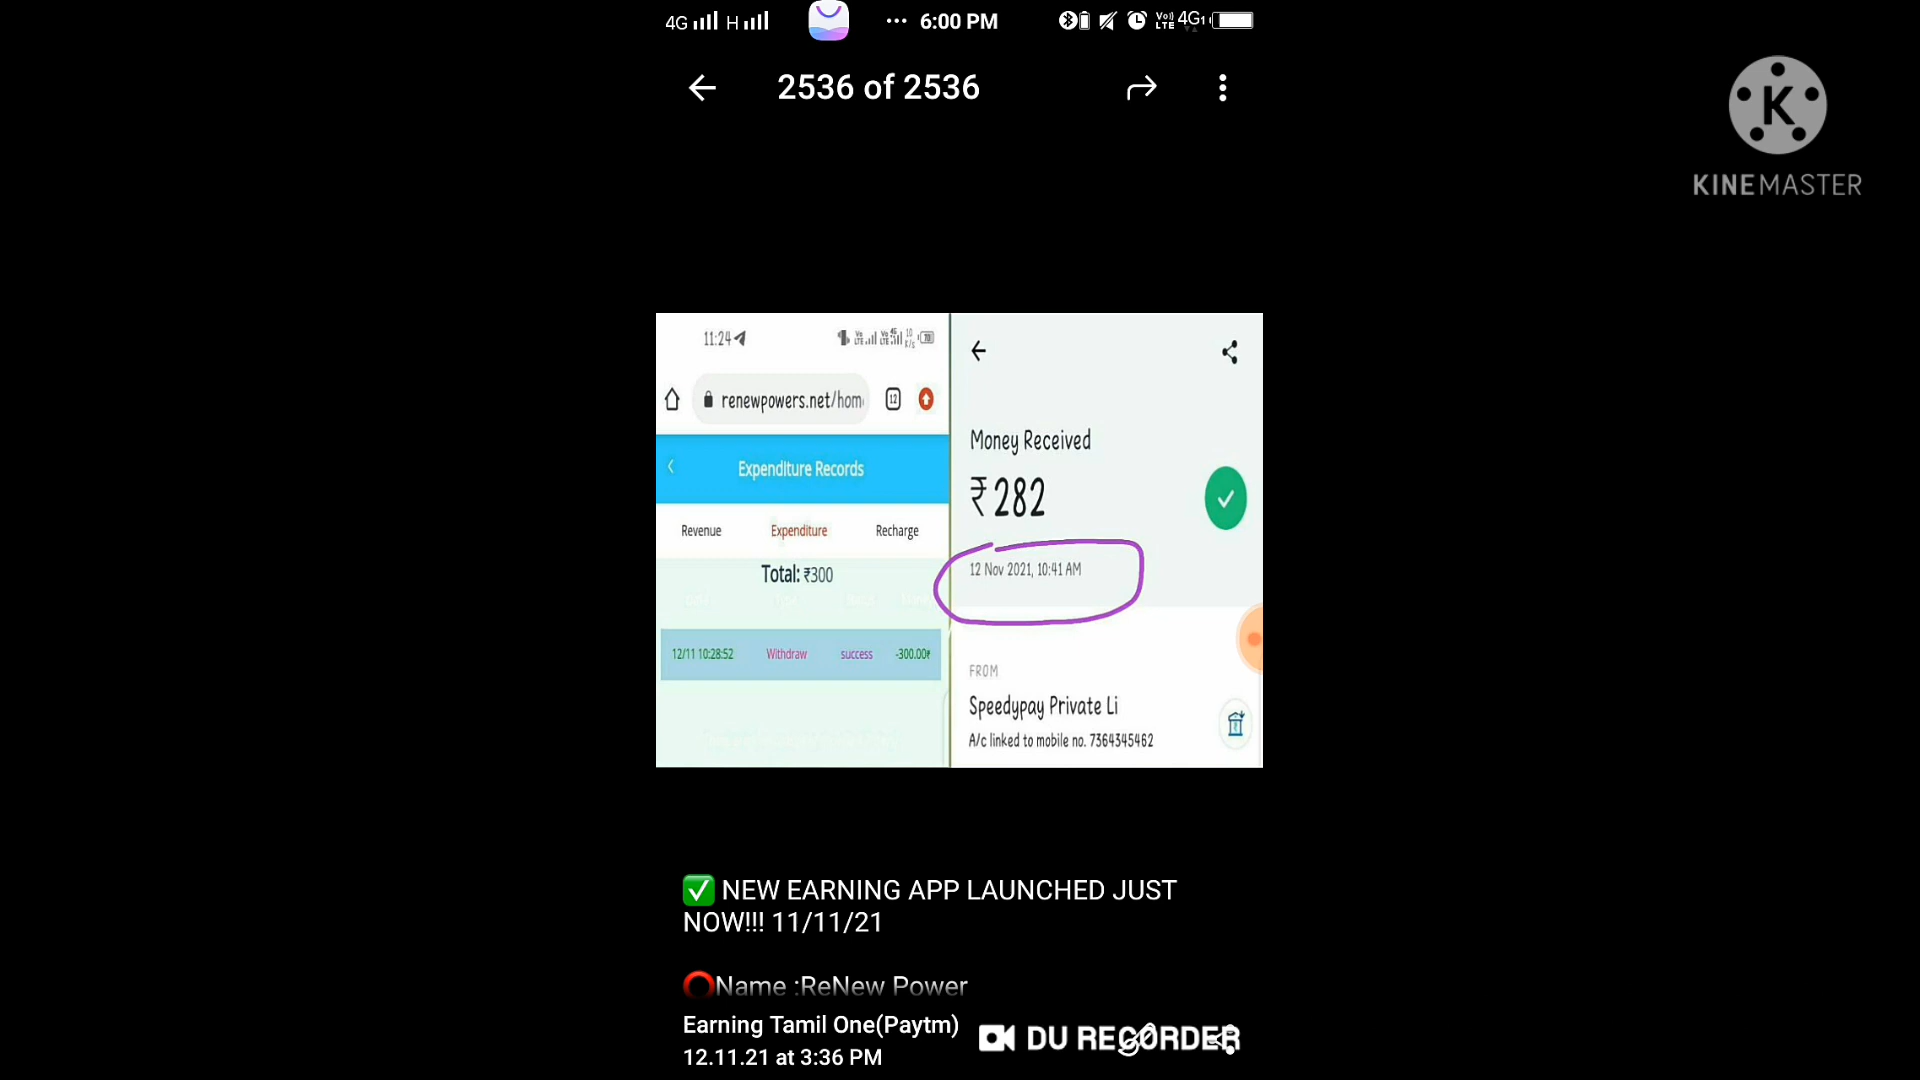 4G H ... 6:00 PM 4G
2536 of 2536
KINEMASTER
11:24
renewpowers.net/hom
12
Expenditure Records
Revenue Expenditure Recharge
Total: ₹300
12/11 10:28:52 Withdraw success -300.00₹
Money Received
₹282
12 Nov 2021, 10:41 AM
FROM
Speedypay Private Li
A/c linked to mobile no. 7364345462
✅ NEW EARNING APP LAUNCHED JUST
NOW!!! 11/11/21
⭕Name :ReNew Power
Earning Tamil One(Paytm)
12.11.21 at 3:36 PM
DU RECORDER